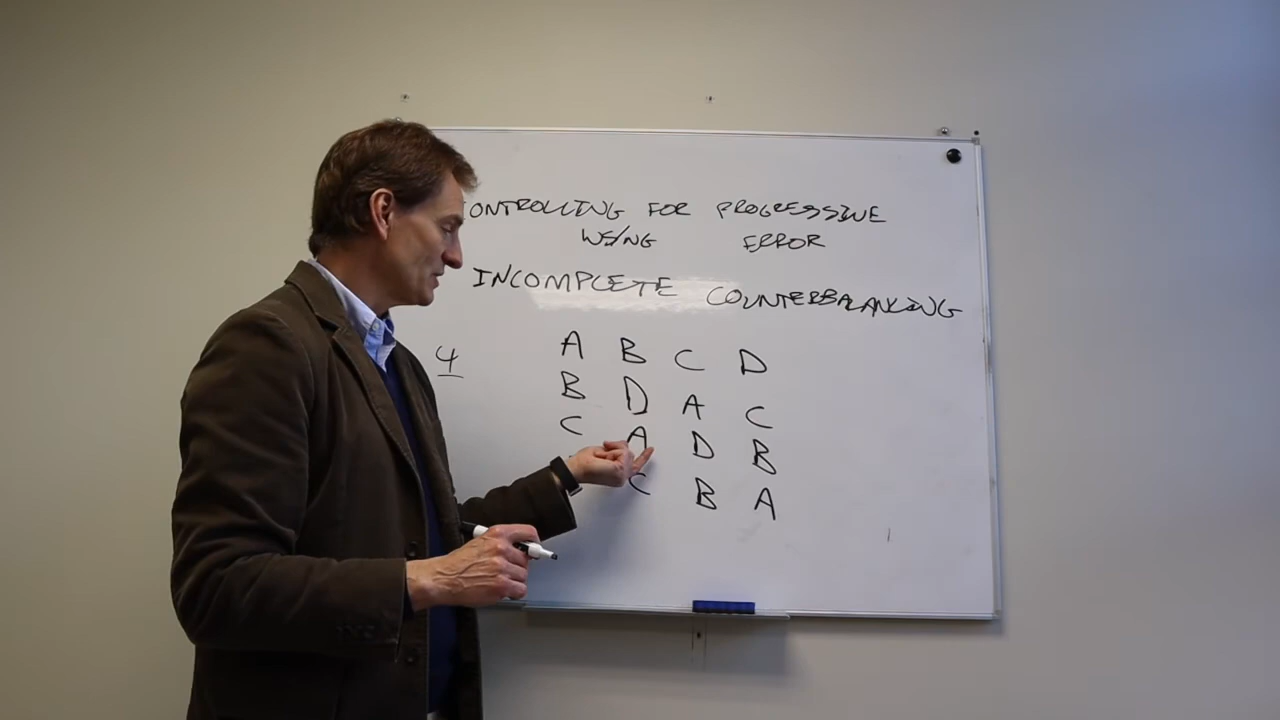 ONTROLLING FOR PROGRESSIVE
USING ERROR
INCOMPLETE COUNTERBALANCING
4
A B C D
B D A C
C A D B
C B A